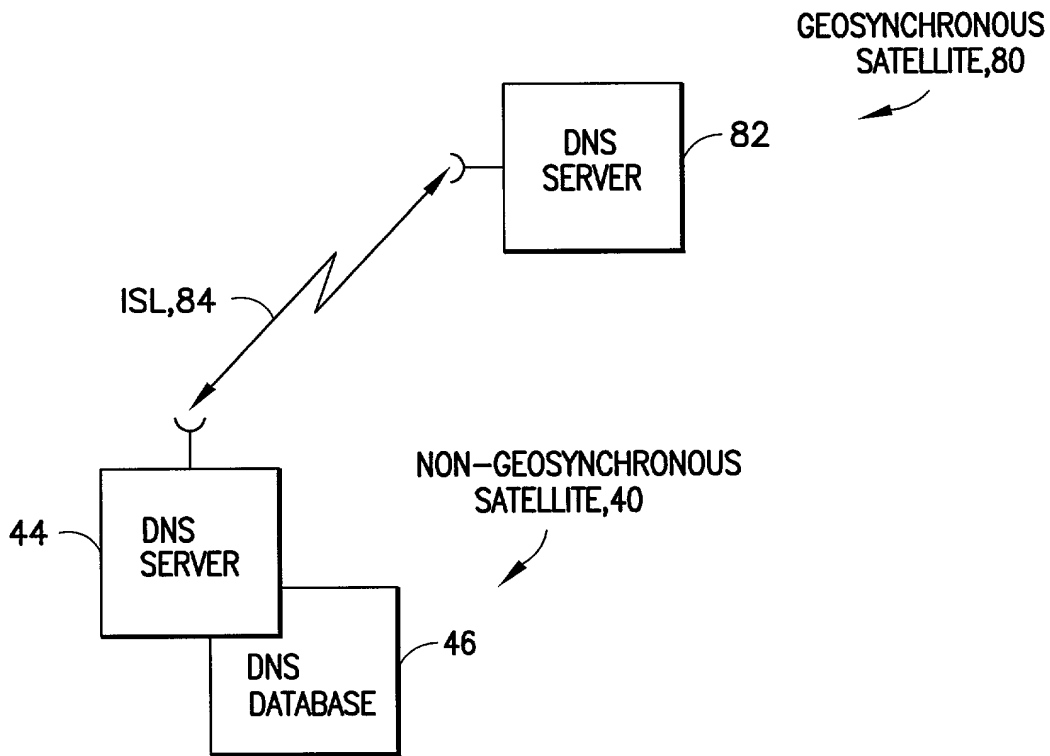 GEOSYNCHRONOUS
SATELLITE,80
DNS
SERVER
82
ISL,84
NON-GEOSYNCHRONOUS
SATELLITE,40
44
DNS
SERVER
46
DNS
DATABASE